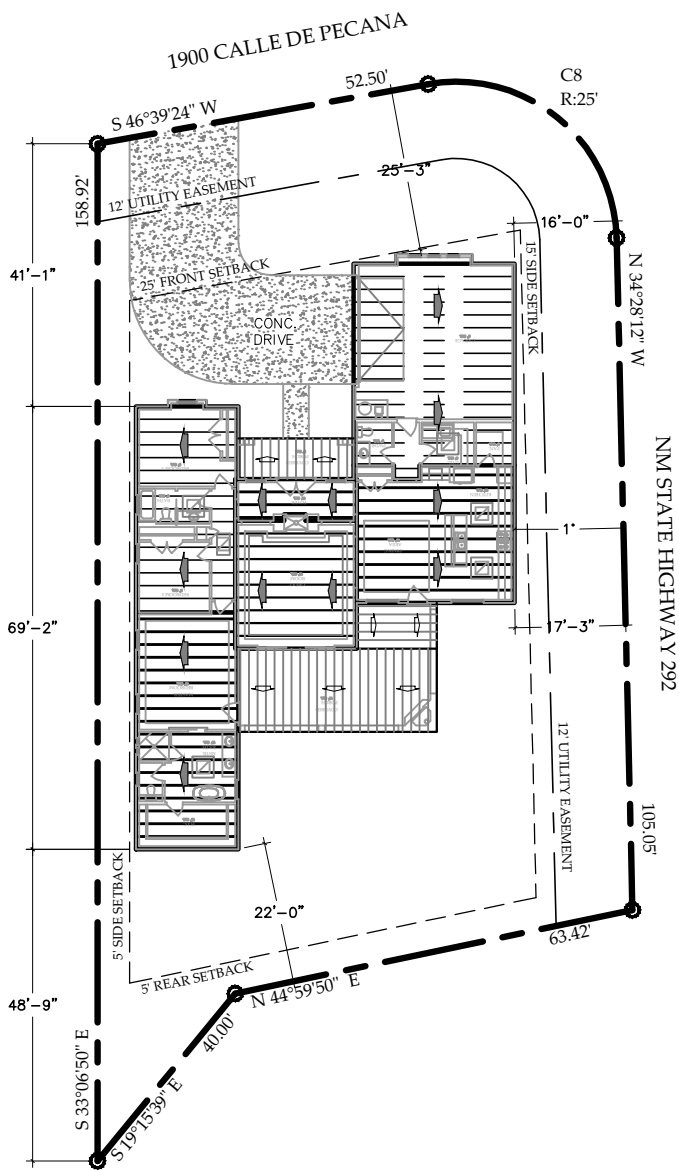 1900 CALLE DE PECANA
C8
R:25'
52.50'
S 46°39'24" W
158.92'
12' UTILITY EASEMENT
25'-3"
16'-0"
15' SIDE SETBACK
N 34°28'12" W
41'-1"
25' FRONT SETBACK
CONC.
DRIVE
NM STATE HIGHWAY 292
1"
69'-2"
17'-3"
12' UTILITY EASEMENT
105.05'
5' SIDE SETBACK
22'-0"
63.42'
5' REAR SETBACK
N 44°59'50" E
48'-9"
40.00'
S 33°06'50" E
S 19°15'39" E